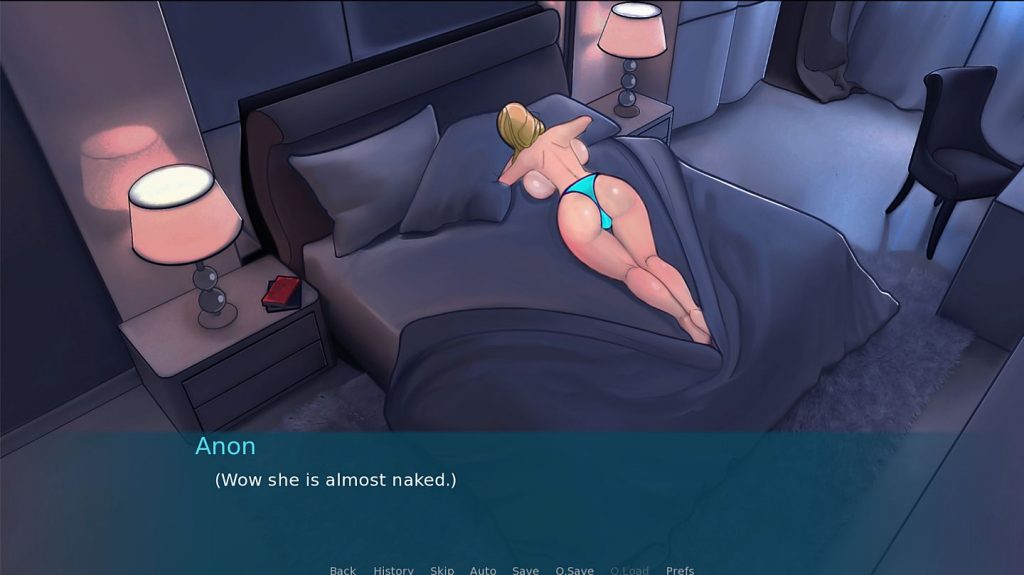 Anon
(Wow she is almost naked.)
Back History Skip Auto Save Q.Save Q.Load Prefs